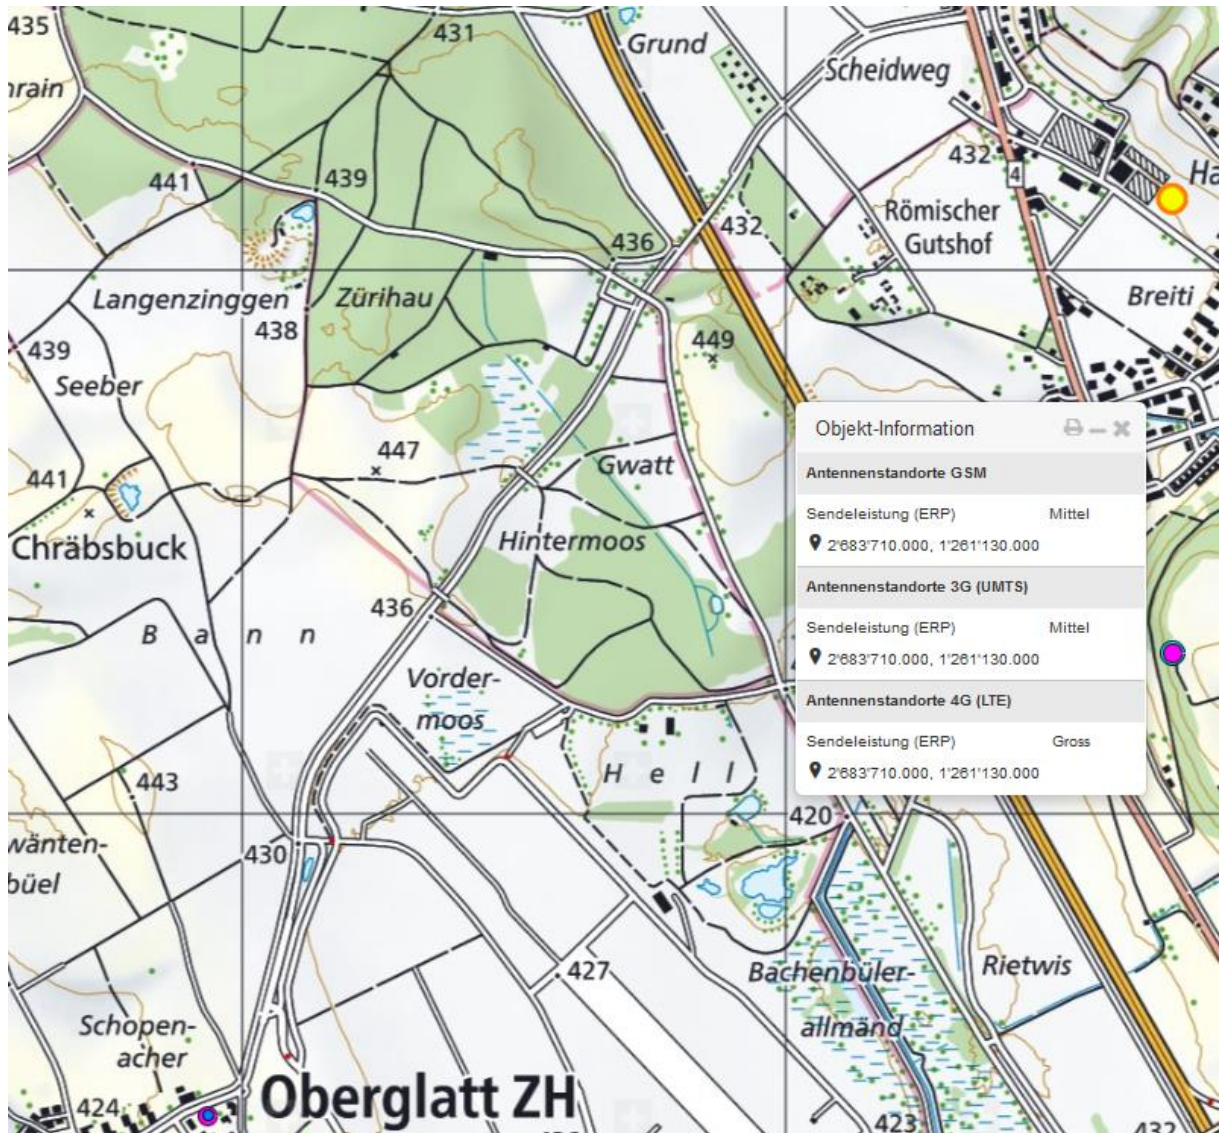 435
431
Grund
Scheidweg
rain
432
Ha
4
441
439
Römischer
Gutshof
436
432
Langenzinggen
Zürihau
Breiti
438
439
449
Seeber
447
441
Gwatt
Chräbsbuck
Hintermoos
436
Bann
Vorder-
moos
Hell
443
420
wänten-
büel
430
427
Bachenbüler-
allmänd
Rietwis
Schopen-
acher
424
Oberglatt ZH
423
432
Objekt-Information
Antennenstandorte GSM
Sendeleistung (ERP) Mittel
2'683'710.000, 1'261'130.000
Antennenstandorte 3G (UMTS)
Sendeleistung (ERP) Mittel
2'683'710.000, 1'261'130.000
Antennenstandorte 4G (LTE)
Sendeleistung (ERP) Gross
2'683'710.000, 1'261'130.000